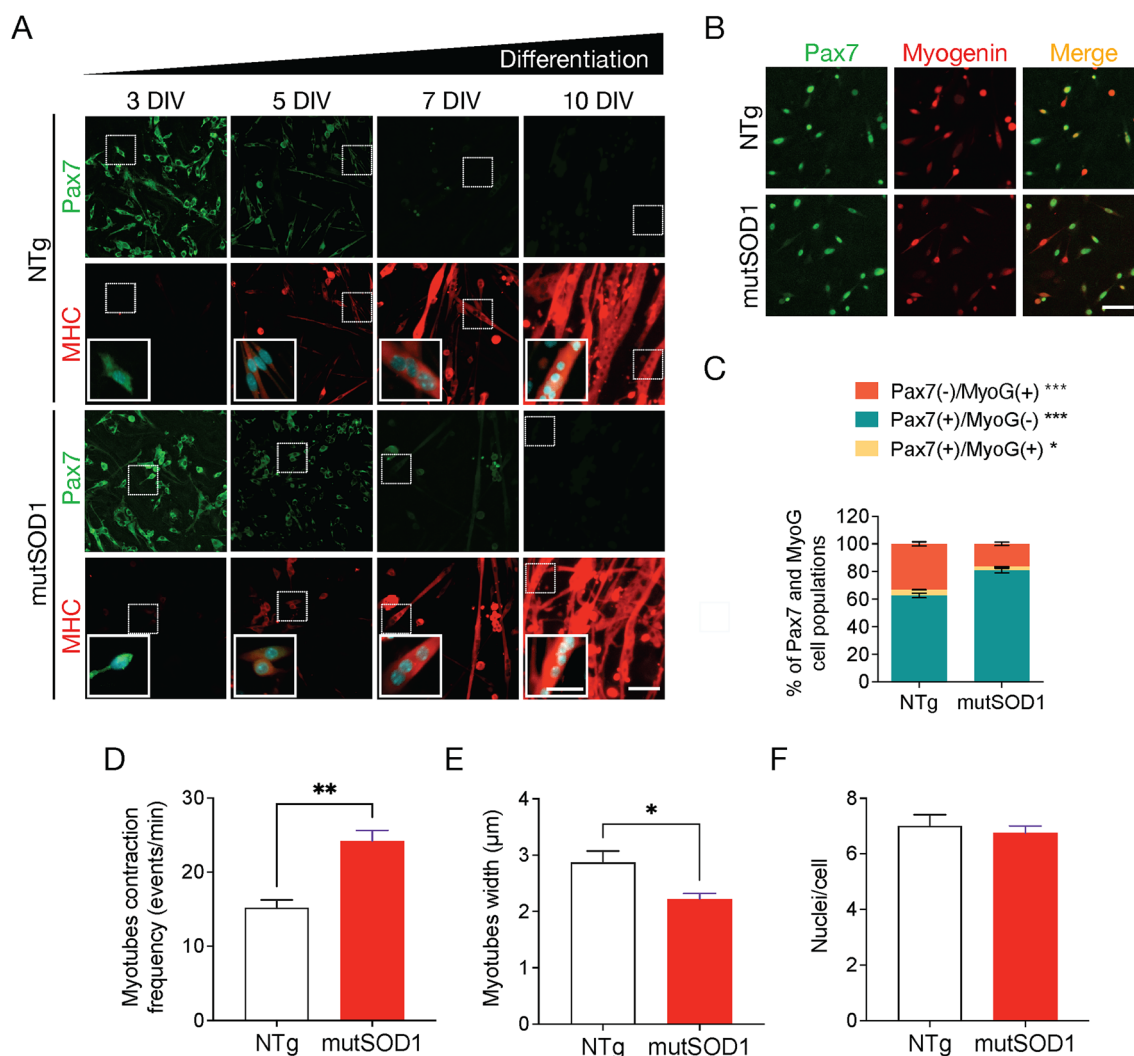 A
Differentiation
3 DIV 5 DIV 7 DIV 10 DIV
NTg
Pax7
MHC
mutSOD1
Pax7
MHC
B
Pax7 Myogenin Merge
NTg
mutSOD1
C
Pax7(-)/MyoG(+) ***
Pax7(+)/MyoG(-) ***
Pax7(+)/MyoG(+) *
% of Pax7 and MyoG
cell populations
120
100
80
60
40
20
0
NTg mutSOD1
D
Myotubes contraction
frequency (events/min)
30
20
10
0
**
NTg mutSOD1
E
Myotubes width (µm)
4
3
2
1
0
*
NTg mutSOD1
F
Nuclei/cell
8
6
4
2
0
NTg mutSOD1